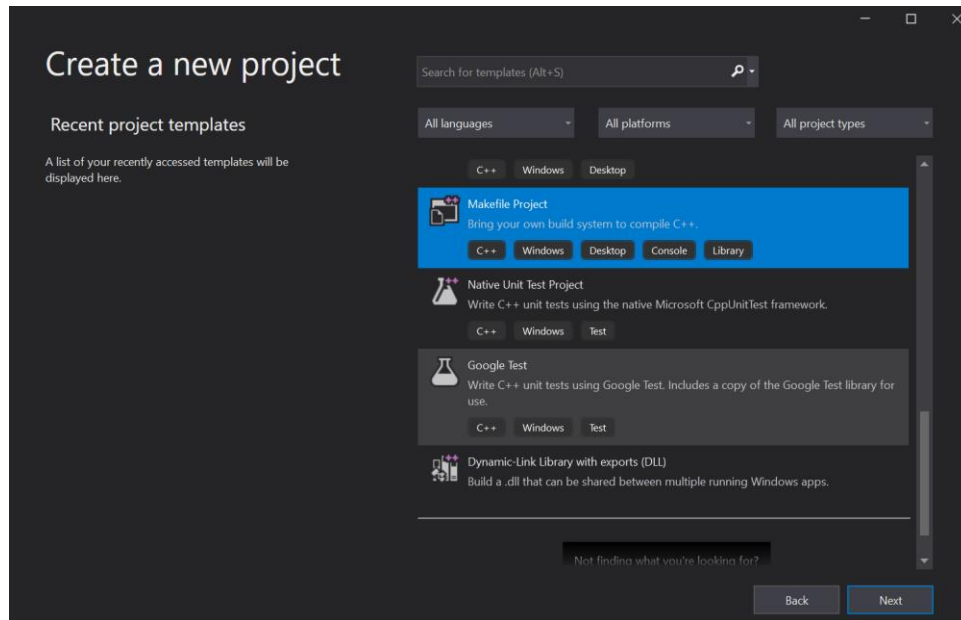 Create a new project
Search for templates (Alt+S)
Recent project templates
All languages
All platforms
All project types
A list of your recently accessed templates will be
displayed here.
C++ Windows Desktop
Makefile Project
Bring your own build system to compile C++.
C++ Windows Desktop Console Library
Native Unit Test Project
Write C++ unit tests using the native Microsoft CppUnitTest framework.
C++ Windows Test
Google Test
Write C++ unit tests using Google Test. Includes a copy of the Google Test library for
use.
C++ Windows Test
Dynamic-Link Library with exports (DLL)
Build a .dll that can be shared between multiple running Windows apps.
Not finding what you're looking for?
Back
Next